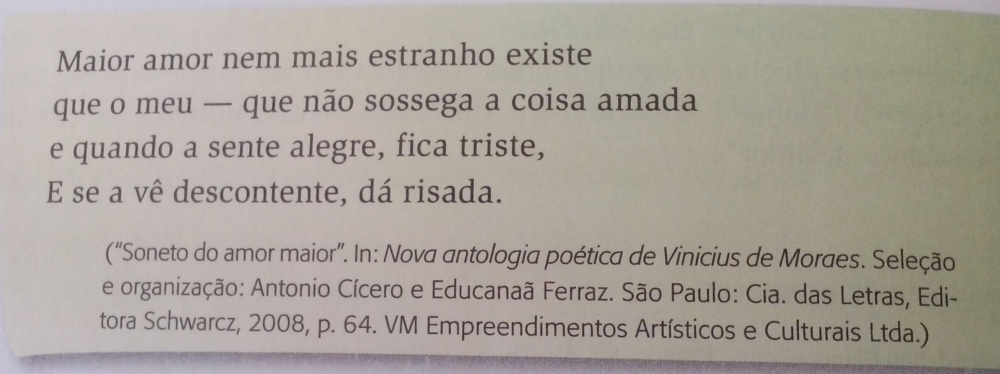 Maior amor nem mais estranho existe
que o meu — que não sossega a coisa amada
e quando a sente alegre, fica triste,
E se a vê descontente, dá risada.
(“Soneto do amor maior”. In: Nova antologia poética de Vinicius de Moraes. Seleção
e organização: Antonio Cícero e Educanaã Ferraz. São Paulo: Cia. das Letras, Edi-
tora Schwarcz, 2008, p. 64. VM Empreendimentos Artísticos e Culturais Ltda.)